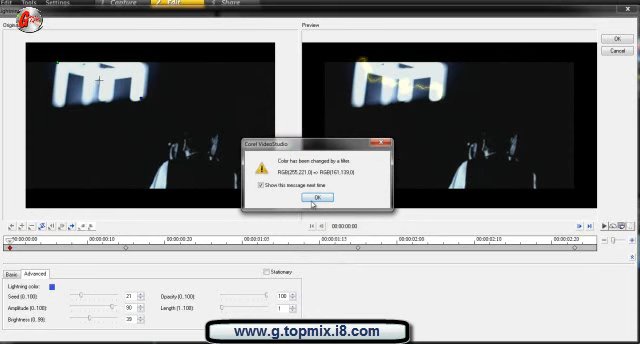 Edit Tools Settings 1 Capture 2 Edit 3 Share
Preview
OK
Cancel
Corel VideoStudio
Color has been changed by a filter.
RGB(255,221,0) => RGB(161,139,0)
Show this message next time
OK
00:00:00:00
00:00:00:00 00:00:00:10 00:00:00:20 00:00:01:05 00:00:01:15 00:00:02:00 00:00:02:10 00:00:02:20
Basic Advanced
Stationary
Lightning color:
Seed (0..100): 21 Opacity (0..100): 100
Amplitude (0..100): 90 Length (1..100): 1
Brightness (0..99): 39
www.g.topmix.i8.com